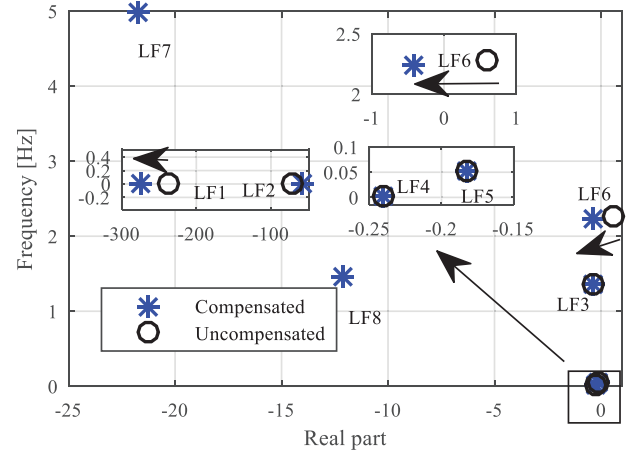 5
LF7
4
3
2
1
0
Frequency [Hz]
-25
-20
-15
-10
-5
0
Real part
2.5
2
LF6
-1
0
1
0.4
0.2
0
-0.2
LF1
LF2
-300
-200
-100
0.1
0.05
0
LF4
LF5
-0.25
-0.2
-0.15
LF6
LF3
LF8
Compensated
Uncompensated